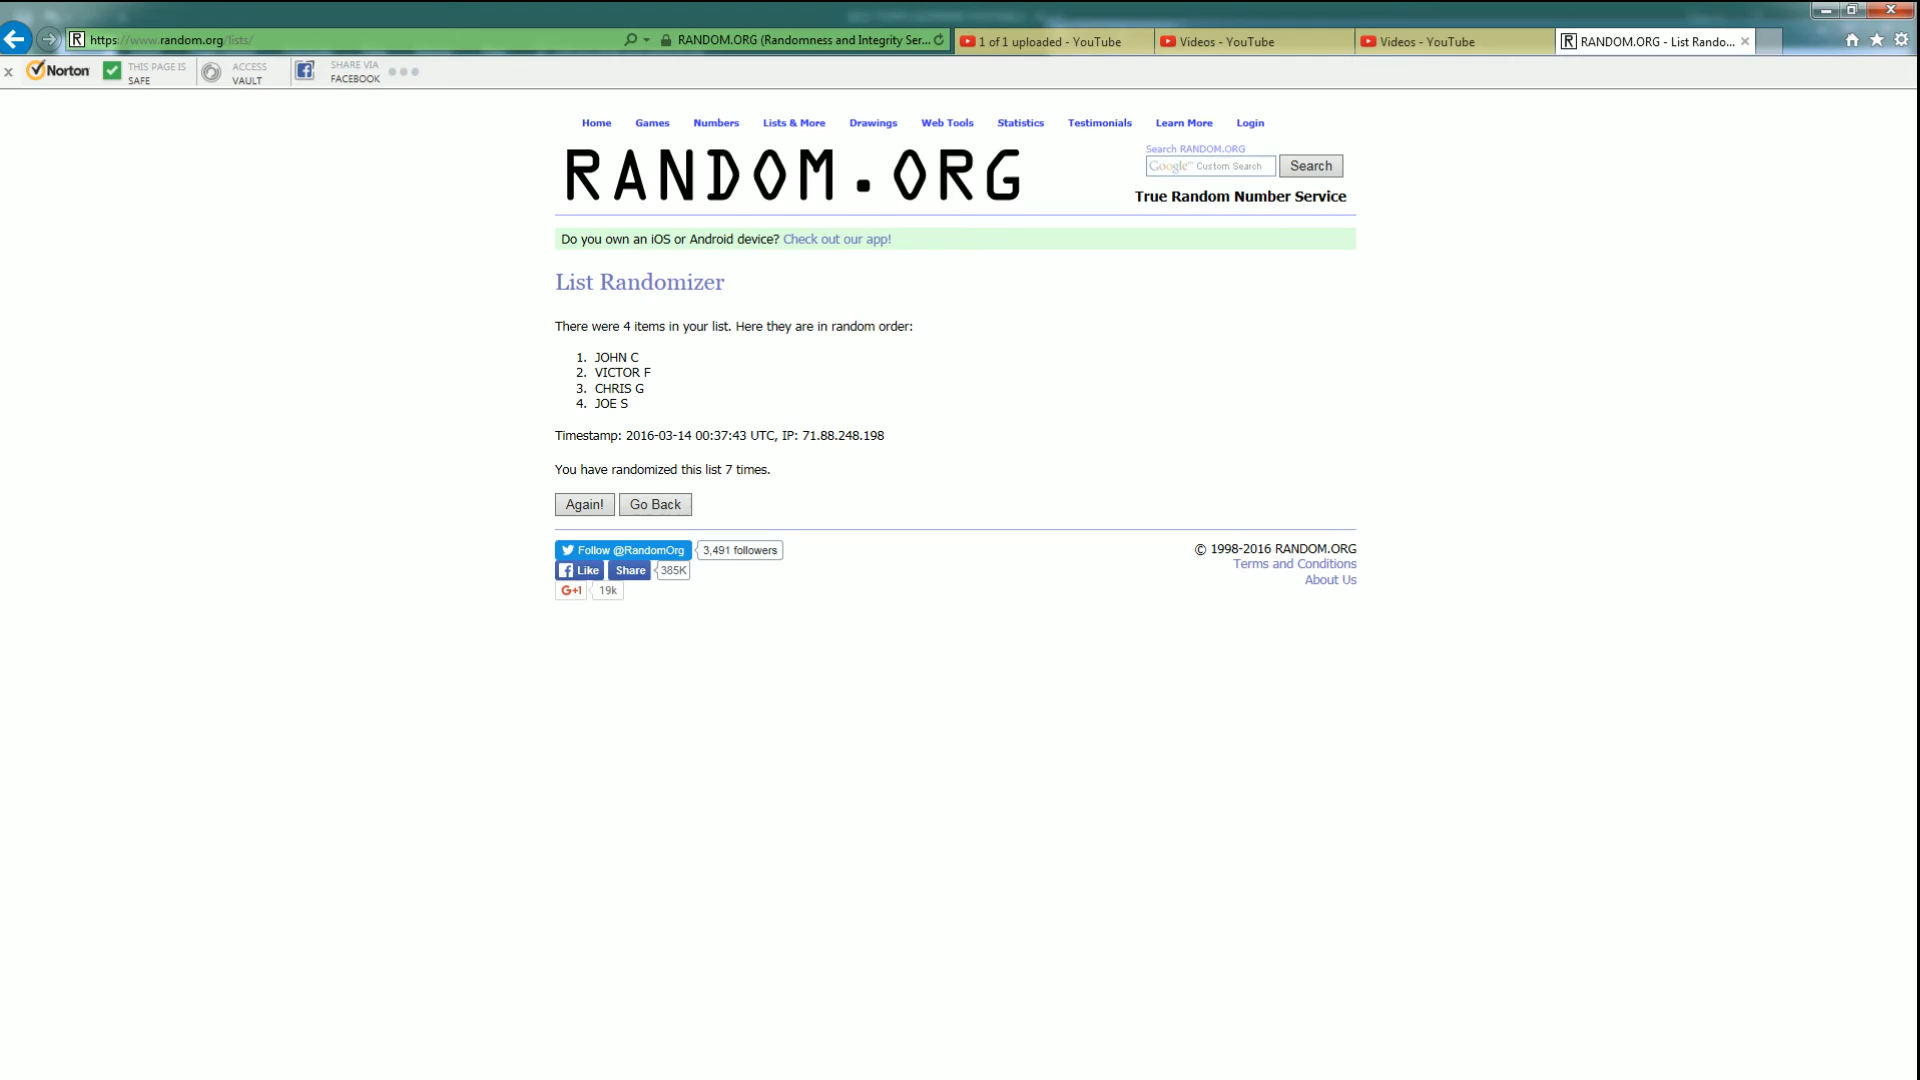 https://www.random.org/lists/
RANDOM.ORG (Randomness and Integrity Ser...
1 of 1 uploaded - YouTube
Videos - YouTube
Videos - YouTube
RANDOM.ORG - List Rando...
Norton
THIS PAGE IS
SAFE
ACCESS
VAULT
SHARE VIA
FACEBOOK
Home Games Numbers Lists & More Drawings Web Tools Statistics Testimonials Learn More Login
RANDOM.ORG
Search RANDOM.ORG
Google™ Custom Search
Search
True Random Number Service
Do you own an iOS or Android device? Check out our app!
List Randomizer
There were 4 items in your list. Here they are in random order:
1. JOHN C
2. VICTOR F
3. CHRIS G
4. JOE S
Timestamp: 2016-03-14 00:37:43 UTC, IP: 71.88.248.198
You have randomized this list 7 times.
Again! Go Back
Follow @RandomOrg 3,491 followers
Like Share 385K
G+1 19k
© 1998-2016 RANDOM.ORG
Terms and Conditions
About Us